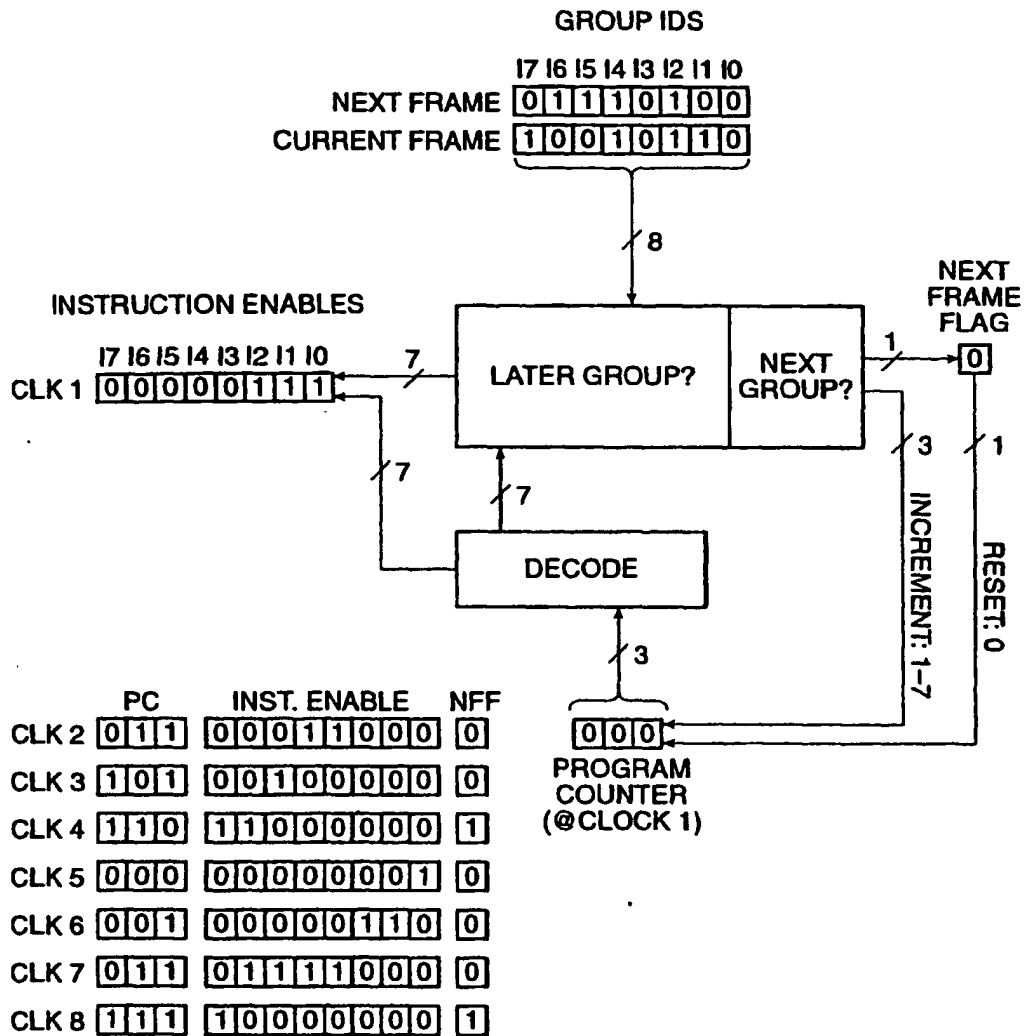 GROUP IDS
I7 I6 I5 I4 I3 I2 I1 I0
NEXT FRAME 0 1 1 1 0 1 0 0
CURRENT FRAME 1 0 0 1 0 1 1 0
8
NEXT
FRAME
FLAG
0
INSTRUCTION ENABLES
I7 I6 I5 I4 I3 I2 I1 I0
CLK 1 0 0 0 0 0 1 1 1
7
LATER GROUP?
NEXT
GROUP?
1
3
1
7
7
INCREMENT: 1–7
RESET: 0
DECODE
3
0 0 0
PROGRAM
COUNTER
(@CLOCK 1)
PC INST. ENABLE NFF
CLK 2 0 1 1 0 0 0 1 1 0 0 0 0
CLK 3 1 0 1 0 0 1 0 0 0 0 0 0
CLK 4 1 1 0 1 1 0 0 0 0 0 0 1
CLK 5 0 0 0 0 0 0 0 0 0 0 1 0
CLK 6 0 0 1 0 0 0 0 0 1 1 0 0
CLK 7 0 1 1 0 1 1 1 1 0 0 0 0
CLK 8 1 1 1 1 0 0 0 0 0 0 0 1